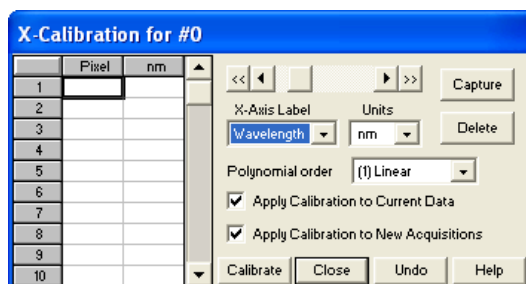 X-Calibration for #0
Pixel nm
1
2
3
4
5
6
7
8
9
10
<< >>
Capture
X-Axis Label Units
Wavelength nm
Delete
Polynomial order (1) Linear
Apply Calibration to Current Data
Apply Calibration to New Acquisitions
Calibrate Close Undo Help